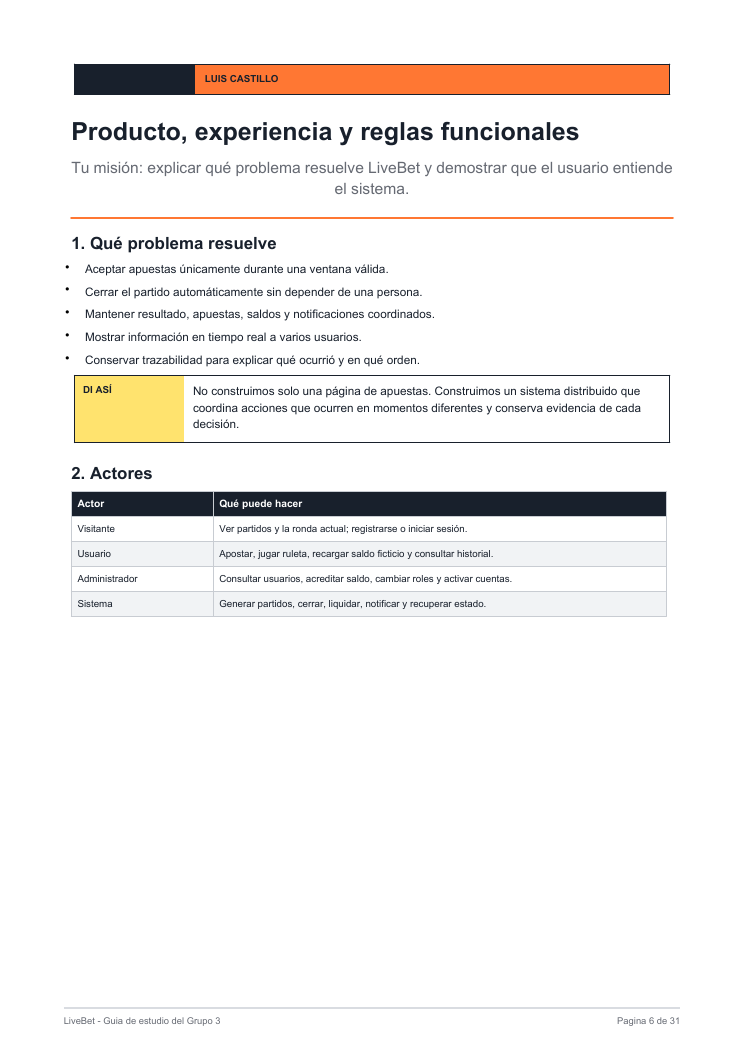 LUIS CASTILLO
Producto, experiencia y reglas funcionales
Tu misión: explicar qué problema resuelve LiveBet y demostrar que el usuario entiende
el sistema.
1. Qué problema resuelve
• Aceptar apuestas únicamente durante una ventana válida.
• Cerrar el partido automáticamente sin depender de una persona.
• Mantener resultado, apuestas, saldos y notificaciones coordinados.
• Mostrar información en tiempo real a varios usuarios.
• Conservar trazabilidad para explicar qué ocurrió y en qué orden.
DI ASÍ
No construimos solo una página de apuestas. Construimos un sistema distribuido que
coordina acciones que ocurren en momentos diferentes y conserva evidencia de cada
decisión.
2. Actores
Actor Qué puede hacer
Visitante Ver partidos y la ronda actual; registrarse o iniciar sesión.
Usuario Apostar, jugar ruleta, recargar saldo ficticio y consultar historial.
Administrador Consultar usuarios, acreditar saldo, cambiar roles y activar cuentas.
Sistema Generar partidos, cerrar, liquidar, notificar y recuperar estado.
LiveBet - Guia de estudio del Grupo 3 Pagina 6 de 31